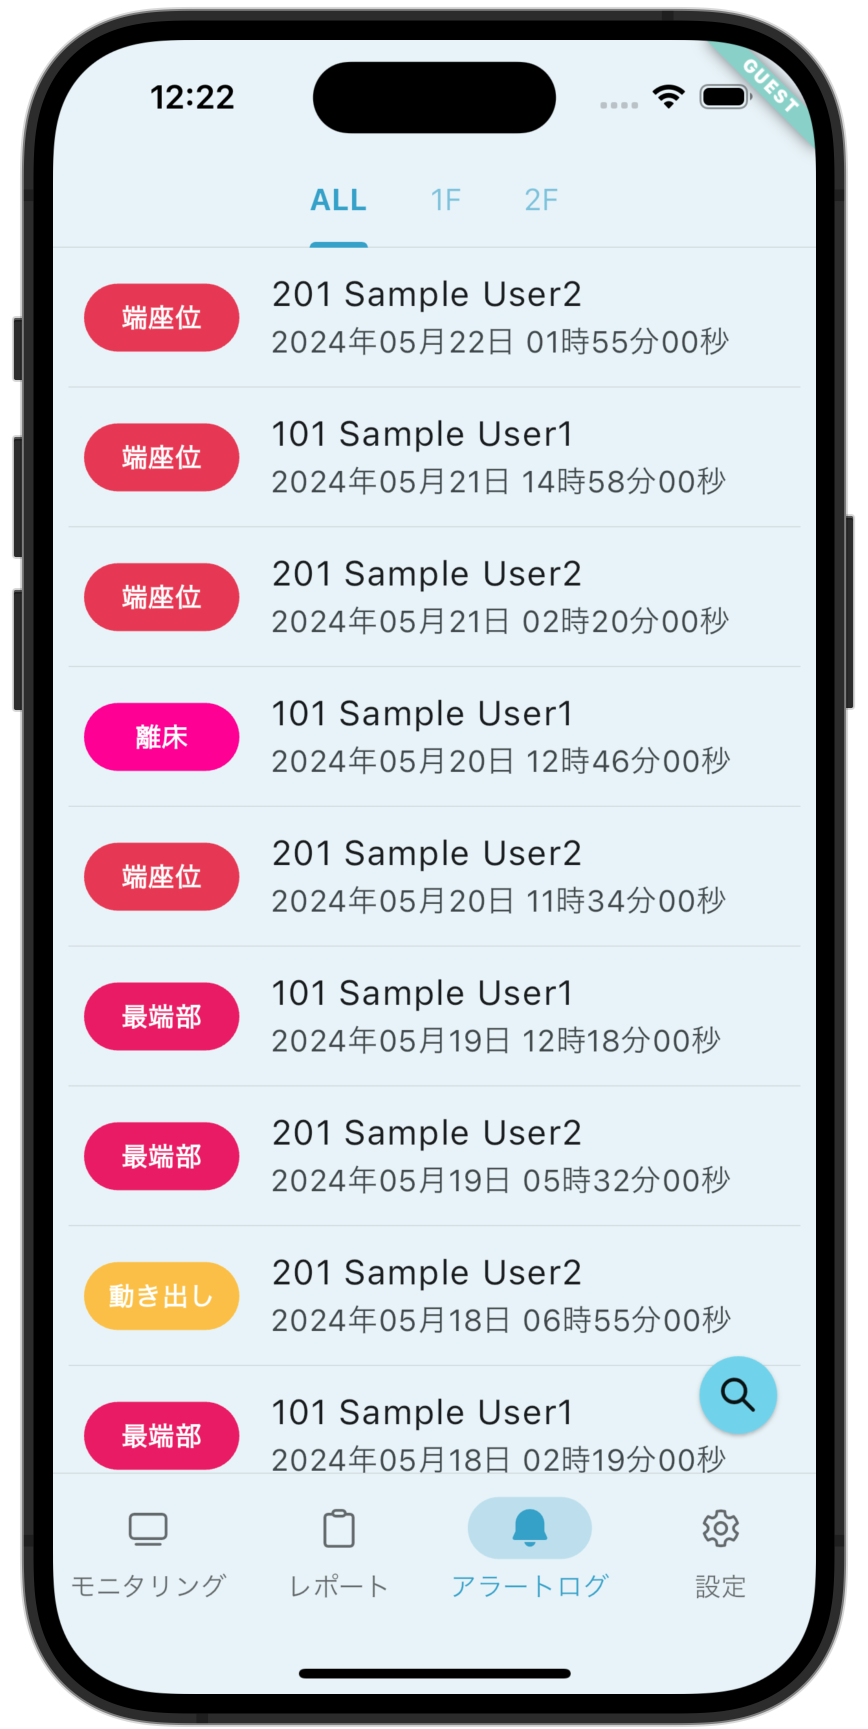 12:22
GUEST
ALL 1F 2F
端座位
201 Sample User2
2024年05月22日 01時55分00秒
端座位
101 Sample User1
2024年05月21日 14時58分00秒
端座位
201 Sample User2
2024年05月21日 02時20分00秒
離床
101 Sample User1
2024年05月20日 12時46分00秒
端座位
201 Sample User2
2024年05月20日 11時34分00秒
最端部
101 Sample User1
2024年05月19日 12時18分00秒
最端部
201 Sample User2
2024年05月19日 05時32分00秒
動き出し
201 Sample User2
2024年05月18日 06時55分00秒
最端部
101 Sample User1
2024年05月18日 02時19分00秒
モニタリング レポート アラートログ 設定